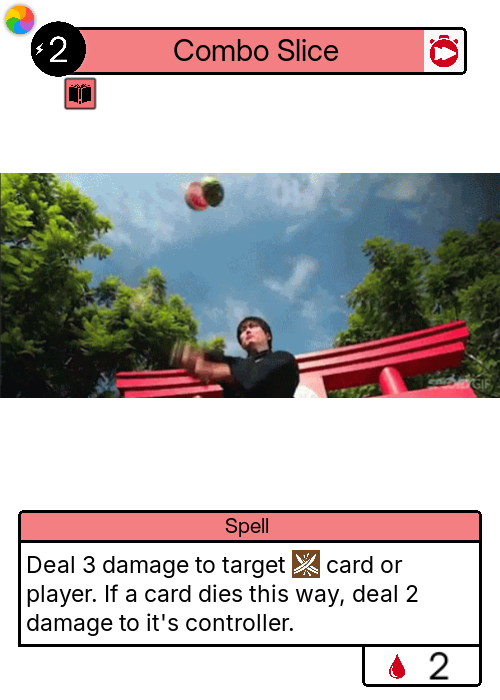 2
Combo Slice
Spell
Deal 3 damage to target card or
player. If a card dies this way, deal 2
damage to it's controller.
2